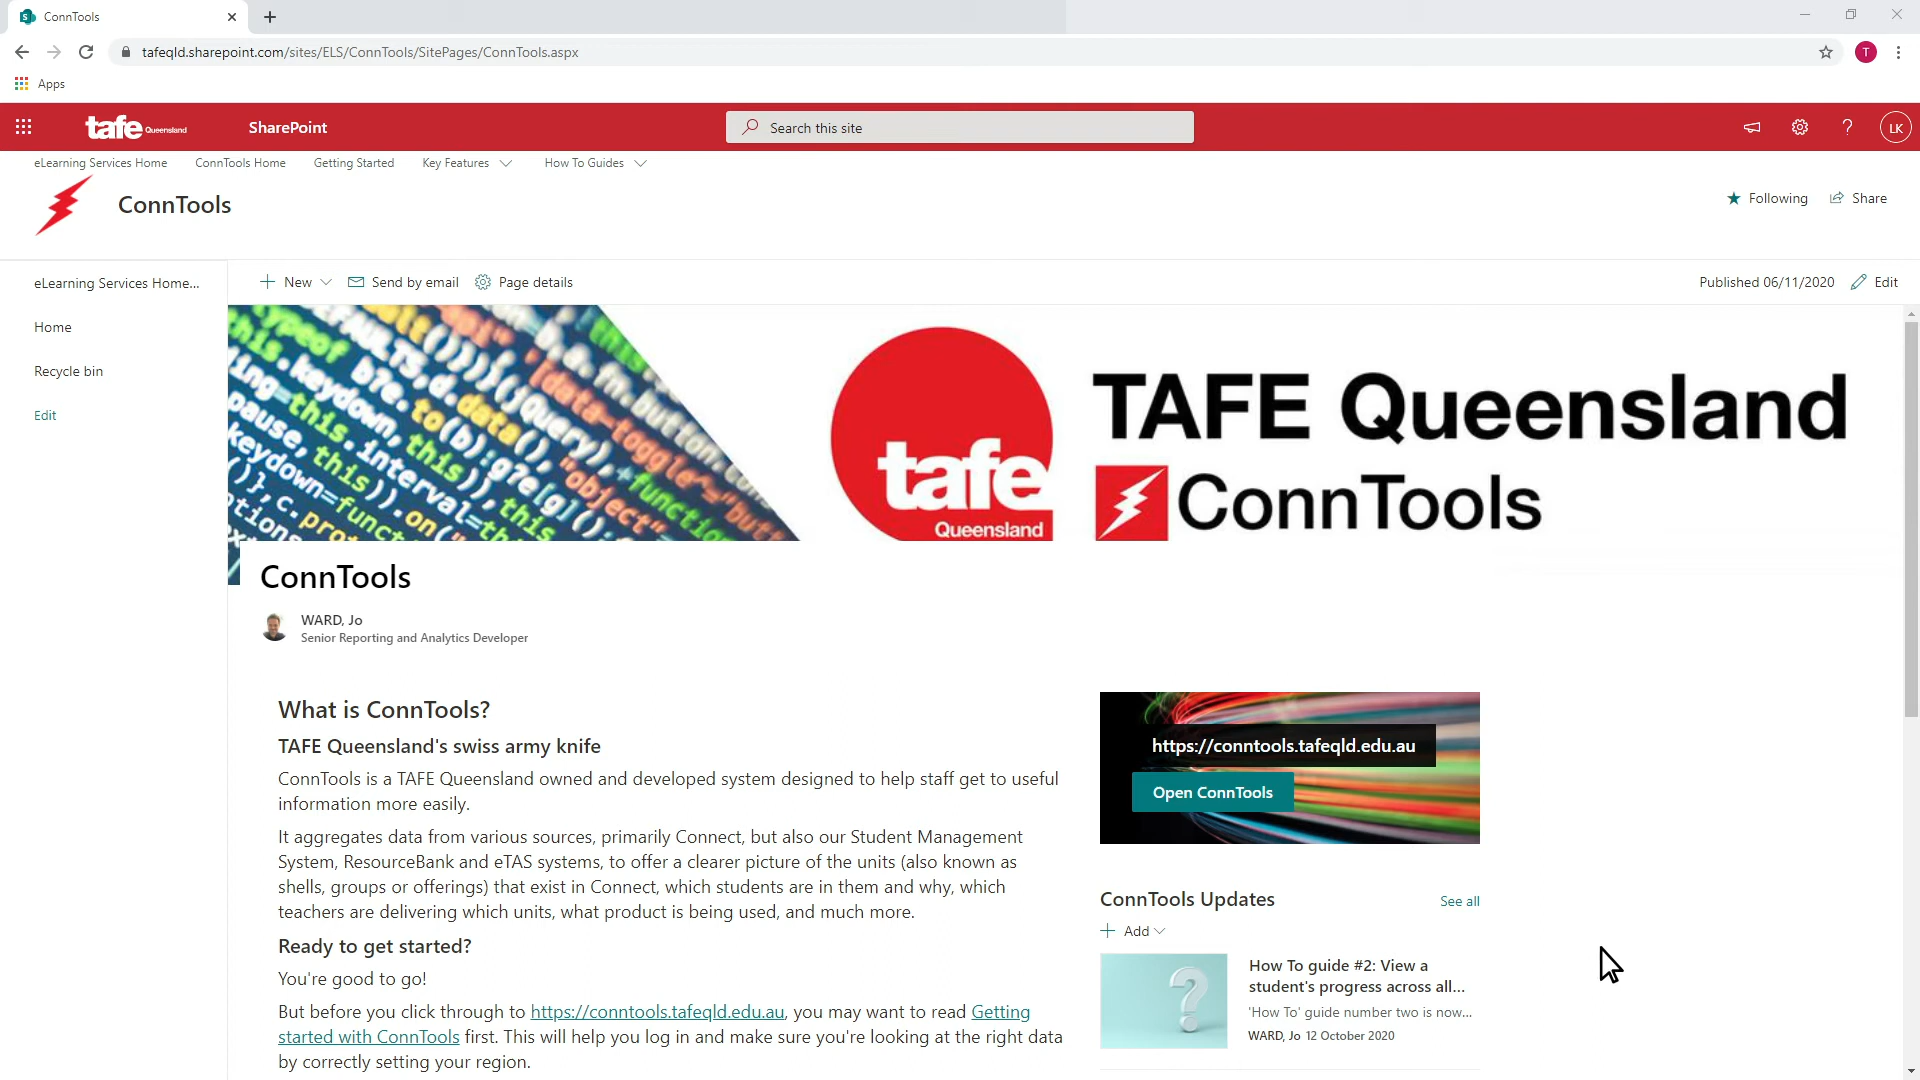 ConnTools
tafeqld.sharepoint.com/sites/ELS/ConnTools/SitePages/ConnTools.aspx
T
Apps
tafe Queensland
SharePoint
Search this site
?
LK
eLearning Services Home
ConnTools Home
Getting Started
Key Features
How To Guides
ConnTools
Following
Share
eLearning Services Home...
Home
Recycle bin
Edit
New
Send by email
Page details
Published 06/11/2020
Edit
tafe
Queensland
TAFE Queensland
ConnTools
ConnTools
WARD, Jo
Senior Reporting and Analytics Developer
What is ConnTools?
TAFE Queensland's swiss army knife
ConnTools is a TAFE Queensland owned and developed system designed to help staff get to useful
information more easily.
It aggregates data from various sources, primarily Connect, but also our Student Management
System, ResourceBank and eTAS systems, to offer a clearer picture of the units (also known as
shells, groups or offerings) that exist in Connect, which students are in them and why, which
teachers are delivering which units, what product is being used, and much more.
Ready to get started?
You're good to go!
But before you click through to https://conntools.tafeqld.edu.au, you may want to read Getting
started with ConnTools first. This will help you log in and make sure you're looking at the right data
by correctly setting your region.
https://conntools.tafeqld.edu.au
Open ConnTools
ConnTools Updates
See all
Add
How To guide #2: View a
student's progress across all...
'How To' guide number two is now...
WARD, Jo 12 October 2020